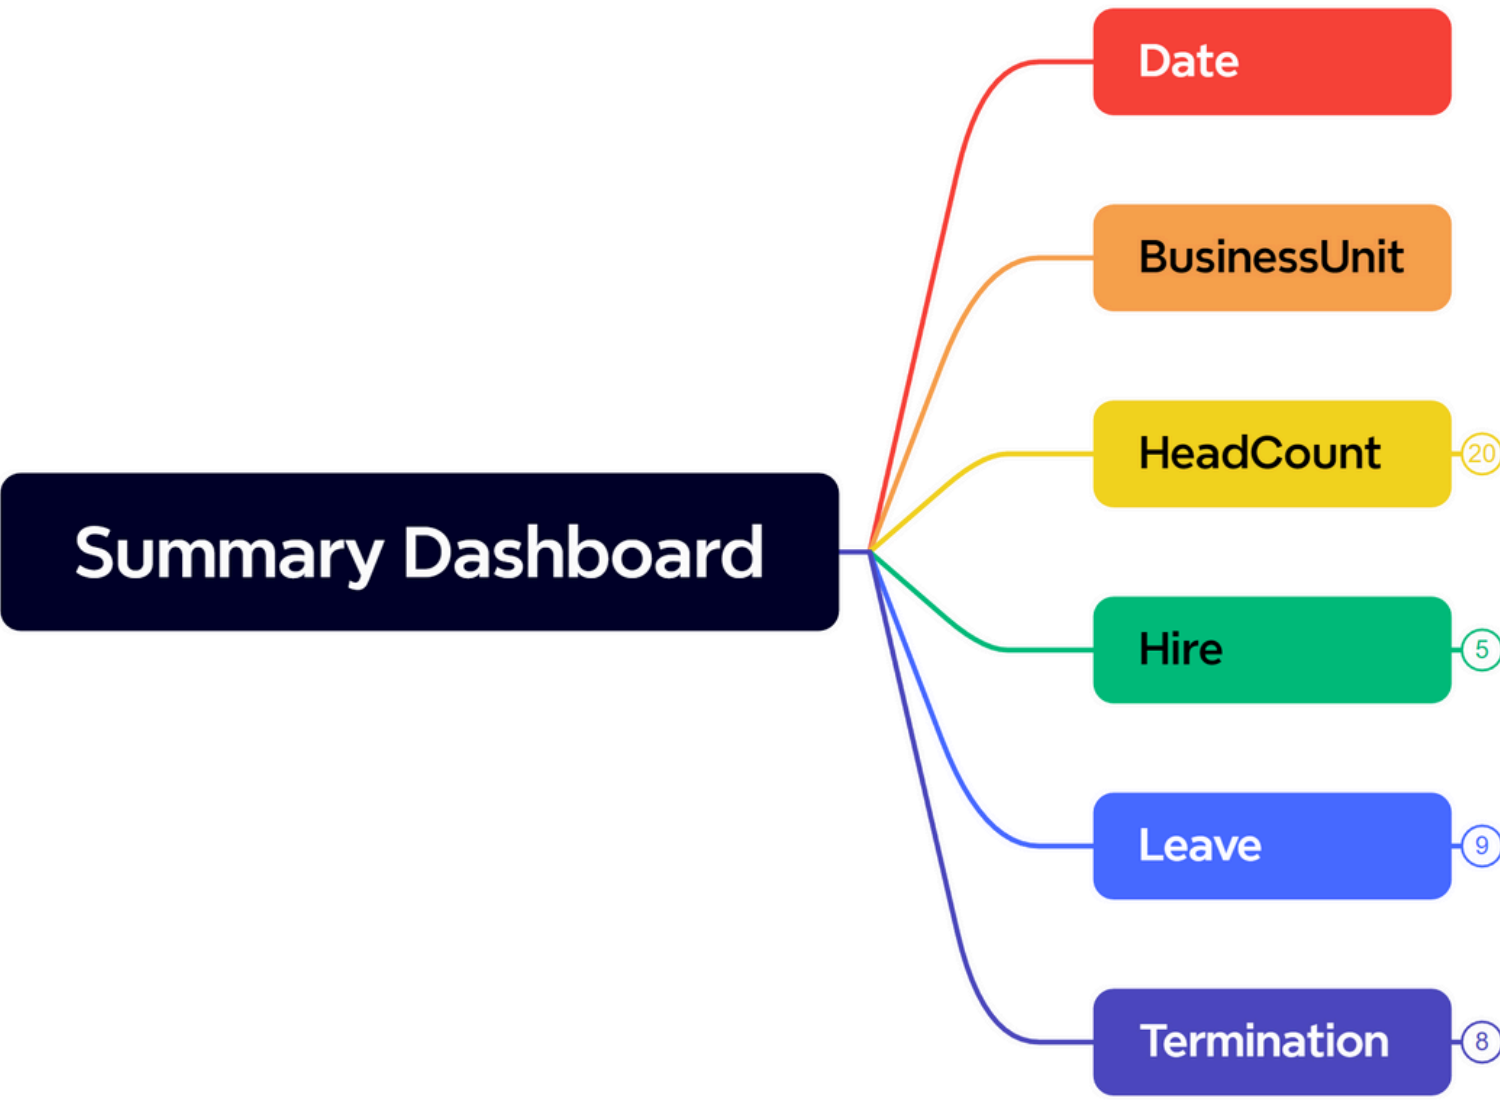 Date
BusinessUnit
HeadCount
20
Summary Dashboard
Hire
5
Leave
9
Termination
8